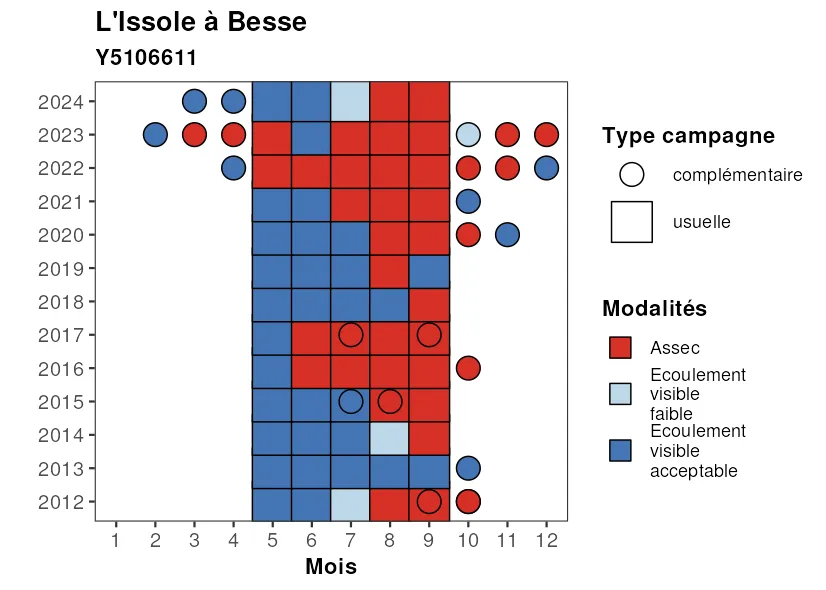 L'Issole à Besse
Y5106611
2024
2023
2022
2021
2020
2019
2018
2017
2016
2015
2014
2013
2012
1 2 3 4 5 6 7 8 9 10 11 12
Mois
Type campagne
complémentaire
usuelle
Modalités
Assec
Ecoulement
visible
faible
Ecoulement
visible
acceptable